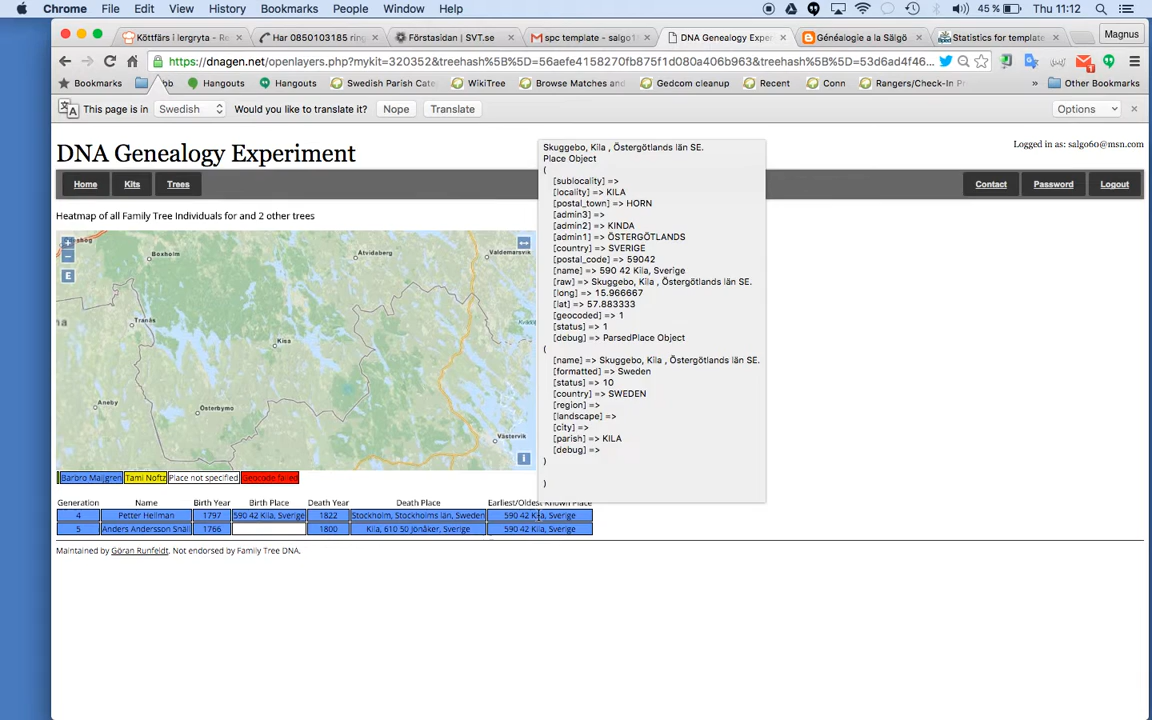 Chrome File Edit View History Bookmarks People Window Help 45 % Thu 11:12
Köttfärs i lergryta - Re
Har 0850103185 ring
Förstasidan | SVT.se
spc template - salgo1
DNA Genealogy Exper
Généalogie a la Salgö
Statistics for template
Magnus
https://dnagen.net/openlayers.php?mykit=320352&treehash%5B%5D=56aefe4158270fb875f1d080a406b963&treehash%5B%5D=53d6ad4f46...
Bookmarks Hangouts Hangouts Swedish Parish Cate WikiTree Browse Matches and Gedcom cleanup Recent Conn Rangers/Check-In Pr » Other Bookmarks
This page is in Swedish Would you like to translate it? Nope Translate Options
DNA Genealogy Experiment
Logged in as: salgo60@msn.com
Home Kits Trees Contact Password Logout
Heatmap of all Family Tree Individuals for and 2 other trees
Skuggebo, Kila , Östergötlands län SE.
Place Object
(
[sublocality] =>
[locality] => KILA
[postal_town] => HORN
[admin3] =>
[admin2] => KINDA
[admin1] => ÖSTERGÖTLANDS
[country] => SVERIGE
[postal_code] => 59042
[name] => 590 42 Kila, Sverige
[raw] => Skuggebo, Kila , Östergötlands län SE.
[long] => 15.966667
[lat] => 57.883333
[geocoded] => 1
[status] => 1
[debug] => ParsedPlace Object
(
[name] => Skuggebo, Kila , Östergötlands län SE.
[formatted] => Sweden
[status] => 10
[country] => SWEDEN
[region] =>
[landscape] =>
[city] =>
[parish] => KILA
[debug] =>
)
)
+
−
E
Boxholm
Åtvidaberg
Valdemarsvik
Tranås
Kisa
Aneby
Österbymo
Västervik
i
Barbro Maijgren Tami Noftz Place not specified Geocode failed
Generation Name Birth Year Birth Place Death Year Death Place Earliest/Oldest Known Place
4 Petter Hellman 1797 590 42 Kila, Sverige 1822 Stockholm, Stockholms län, Sweden 590 42 Kila, Sverige
5 Anders Andersson Snäll 1766 1800 Kila, 610 50 Jönåker, Sverige 590 42 Kila, Sverige
Maintained by Göran Runfeldt. Not endorsed by Family Tree DNA.